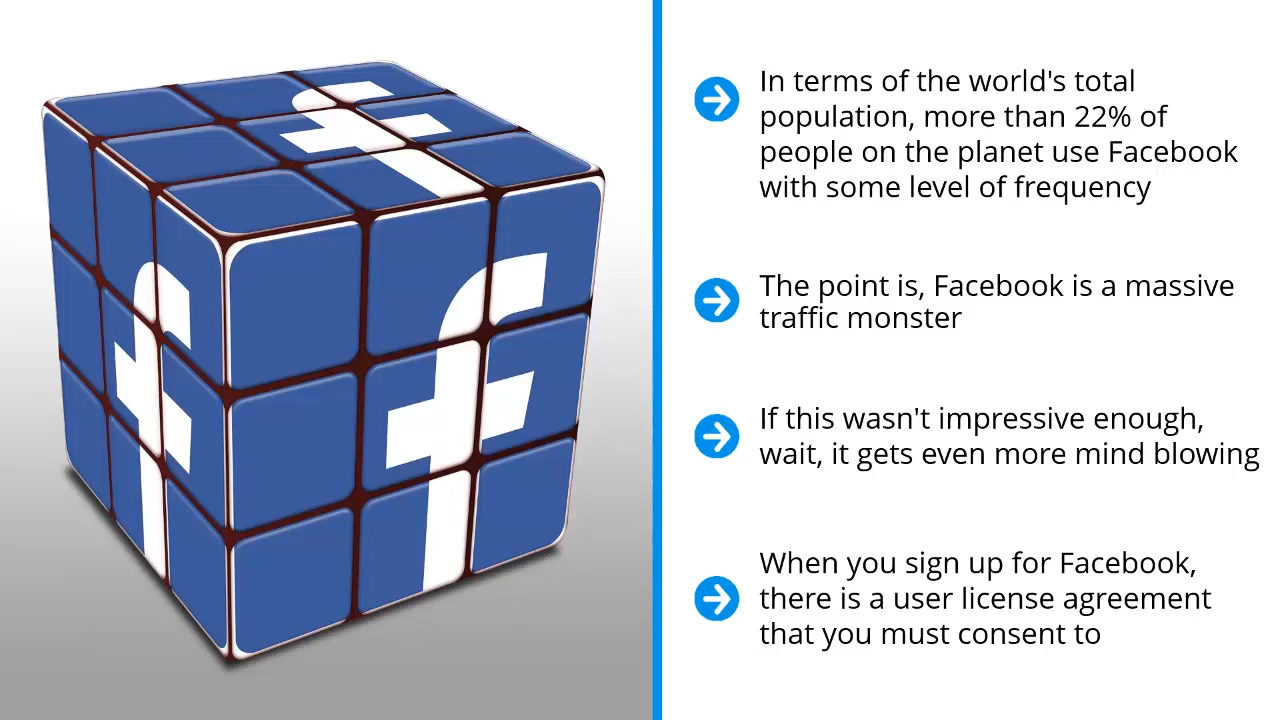 In terms of the world's total
population, more than 22% of
people on the planet use Facebook
with some level of frequency
The point is, Facebook is a massive
traffic monster
If this wasn't impressive enough,
wait, it gets even more mind blowing
When you sign up for Facebook,
there is a user license agreement
that you must consent to